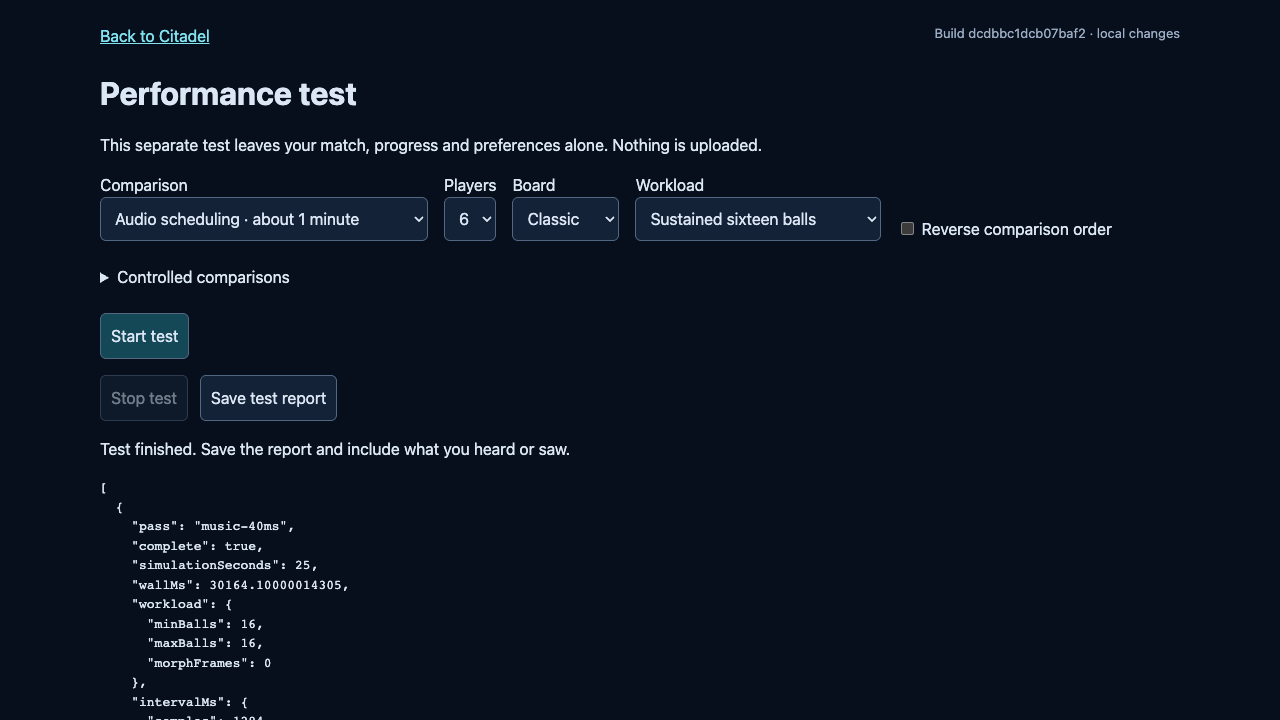 Back to Citadel
Build dcdbbc1dcb07baf2 · local changes
Performance test
This separate test leaves your match, progress and preferences alone. Nothing is uploaded.
Comparison
Players
Board
Workload
Audio scheduling · about 1 minute
6
Classic
Sustained sixteen balls
Reverse comparison order
Controlled comparisons
Start test
Stop test
Save test report
Test finished. Save the report and include what you heard or saw.
[
{
"pass": "music-40ms",
"complete": true,
"simulationSeconds": 25,
"wallMs": 30164.10000014305,
"workload": {
"minBalls": 16,
"maxBalls": 16,
"morphFrames": 0
},
"intervalMs": {